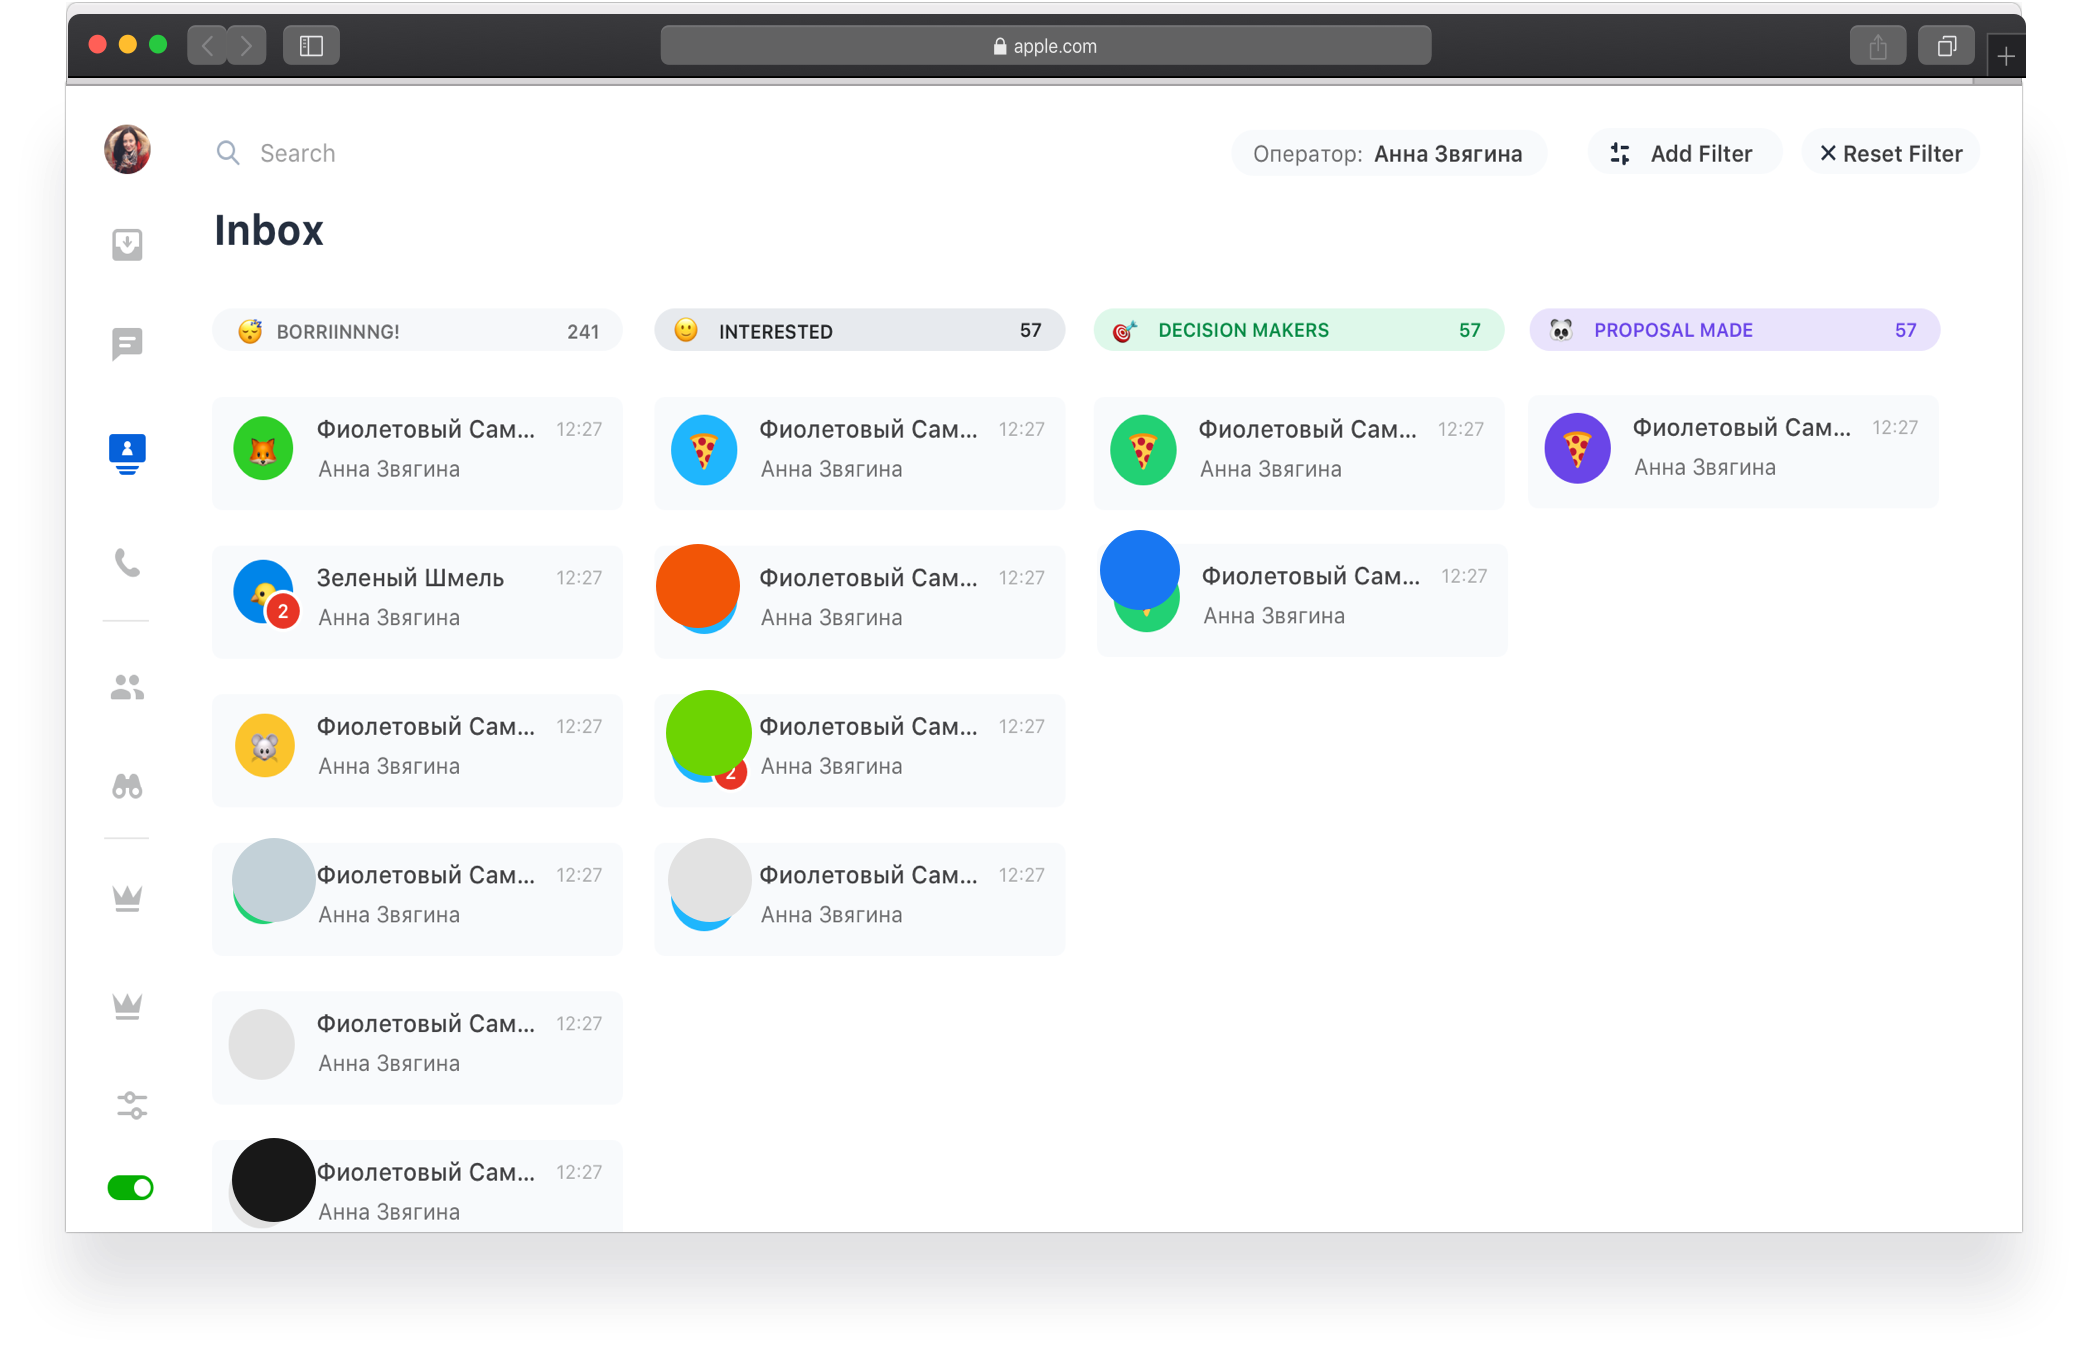 apple.com
Search
Оператор: Анна Звягина
Add Filter
Reset Filter
Inbox
BORRIINNNG! 241
INTERESTED 57
DECISION MAKERS 57
PROPOSAL MADE 57
Фиолетовый Сам... 12:27
Анна Звягина
Фиолетовый Сам... 12:27
Анна Звягина
Фиолетовый Сам... 12:27
Анна Звягина
Фиолетовый Сам... 12:27
Анна Звягина
Зеленый Шмель 12:27
2
Анна Звягина
Фиолетовый Сам... 12:27
Анна Звягина
Фиолетовый Сам... 12:27
Анна Звягина
Фиолетовый Сам... 12:27
Анна Звягина
Фиолетовый Сам... 12:27
2
Анна Звягина
Фиолетовый Сам... 12:27
Анна Звягина
Фиолетовый Сам... 12:27
Анна Звягина
Фиолетовый Сам... 12:27
Анна Звягина
Фиолетовый Сам... 12:27
Анна Звягина